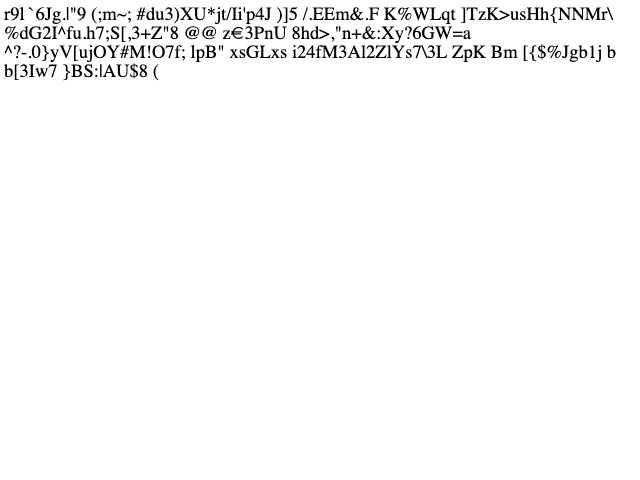 r9l `6Jg.l"9 (;m~; #du3)XU*jt/Ii'p4J )]5 /.EEm&.F K%WLqt ]TzK>usHh{NNMr\
%dG2I^fu.h7;S[,3+Z"8 @@ z€3PnU 8hd>,"n+&:Xy?6GW=a
^?-.0}yV[ujOY#M!O7f; lpB" xsGLxs i24fM3Al2ZlYs7\3L ZpK Bm [{$%Jgb1j b
b[3Iw7 }BS:|AU$8 (